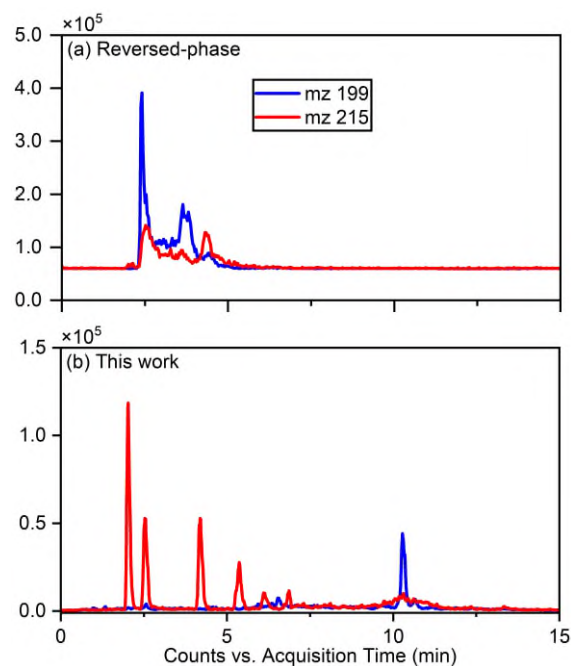 ×10⁵
5.0
(a) Reversed-phase
4.0
mz 199
mz 215
3.0
2.0
1.0
0.0
×10⁵
1.5
(b) This work
1.0
0.5
0.0
0 5 10 15
Counts vs. Acquisition Time (min)